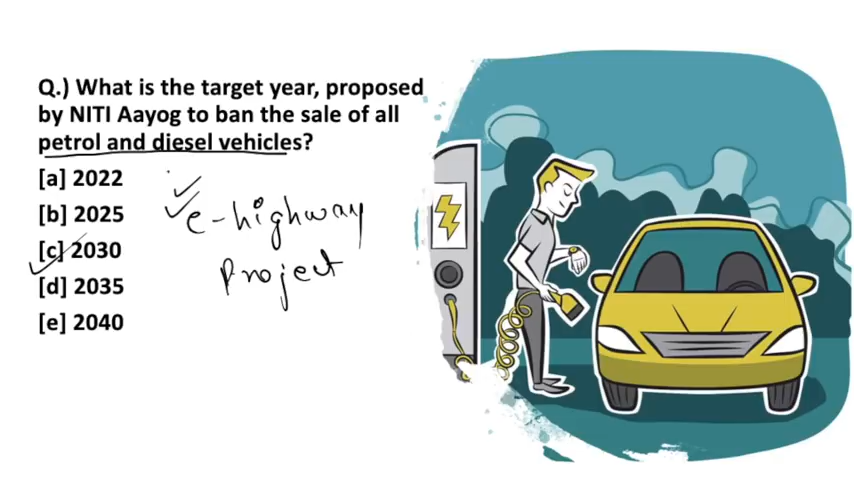 Q.) What is the target year, proposed
by NITI Aayog to ban the sale of all
petrol and diesel vehicles?
[a] 2022
[b] 2025
[c] 2030
[d] 2035
[e] 2040
e-highway
Project